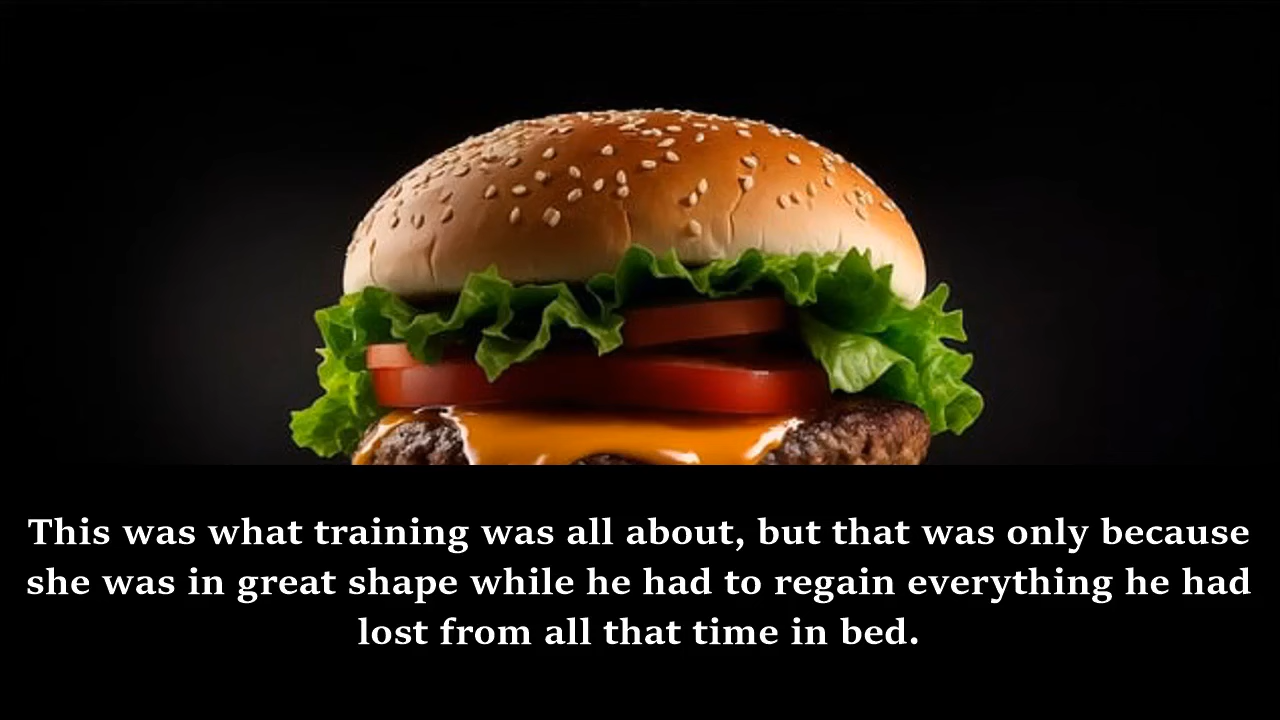 This was what training was all about, but that was only because
she was in great shape while he had to regain everything he had
lost from all that time in bed.